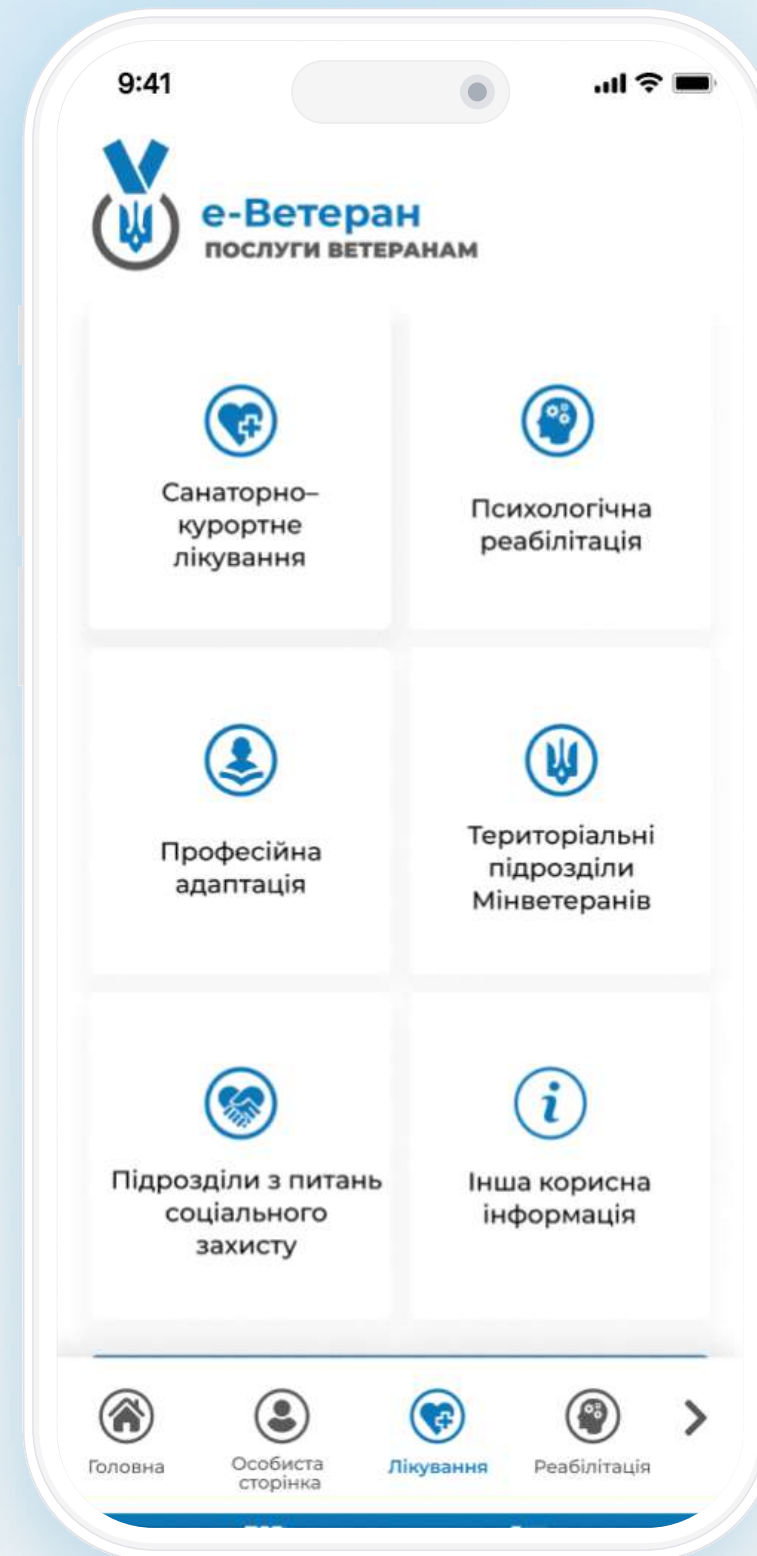 9:41
е-Ветеран
ПОСЛУГИ ВЕТЕРАНАМ
Санаторно–
курортне
лікування
Психологічна
реабілітація
Професійна
адаптація
Територіальні
підрозділи
Мінветеранів
Підрозділи з питань
соціального
захисту
Інша корисна
інформація
Головна
Особиста
сторінка
Лікування
Реабілітація